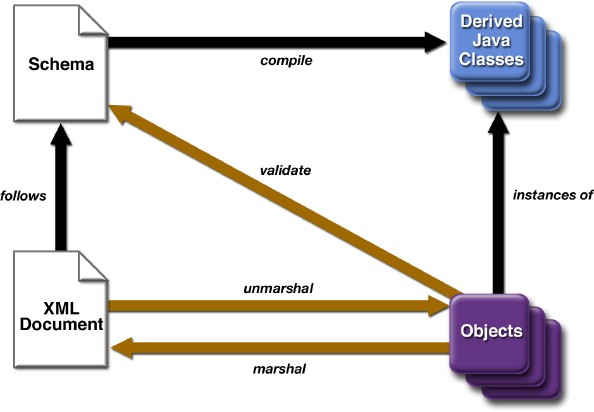 Schema
compile
Derived
Java
Classes
validate
follows
instances of
XML
Document
unmarshal
Objects
marshal